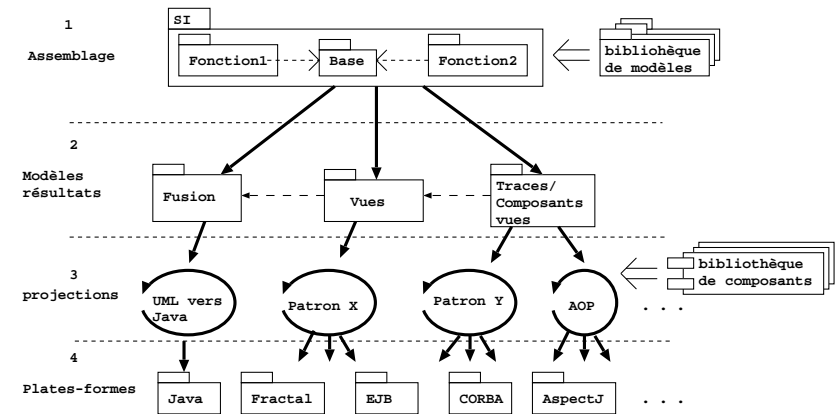 1
Assemblage
SI
Fonction1
Base
Fonction2
bibliohèque
de modèles
2
Modèles
résultats
Fusion
Vues
Traces/
Composants
vues
3
projections
UML vers
Java
Patron X
Patron Y
AOP
bibliothèque
de composants
. . .
4
Plates-formes
Java
Fractal
EJB
CORBA
AspectJ
. . .